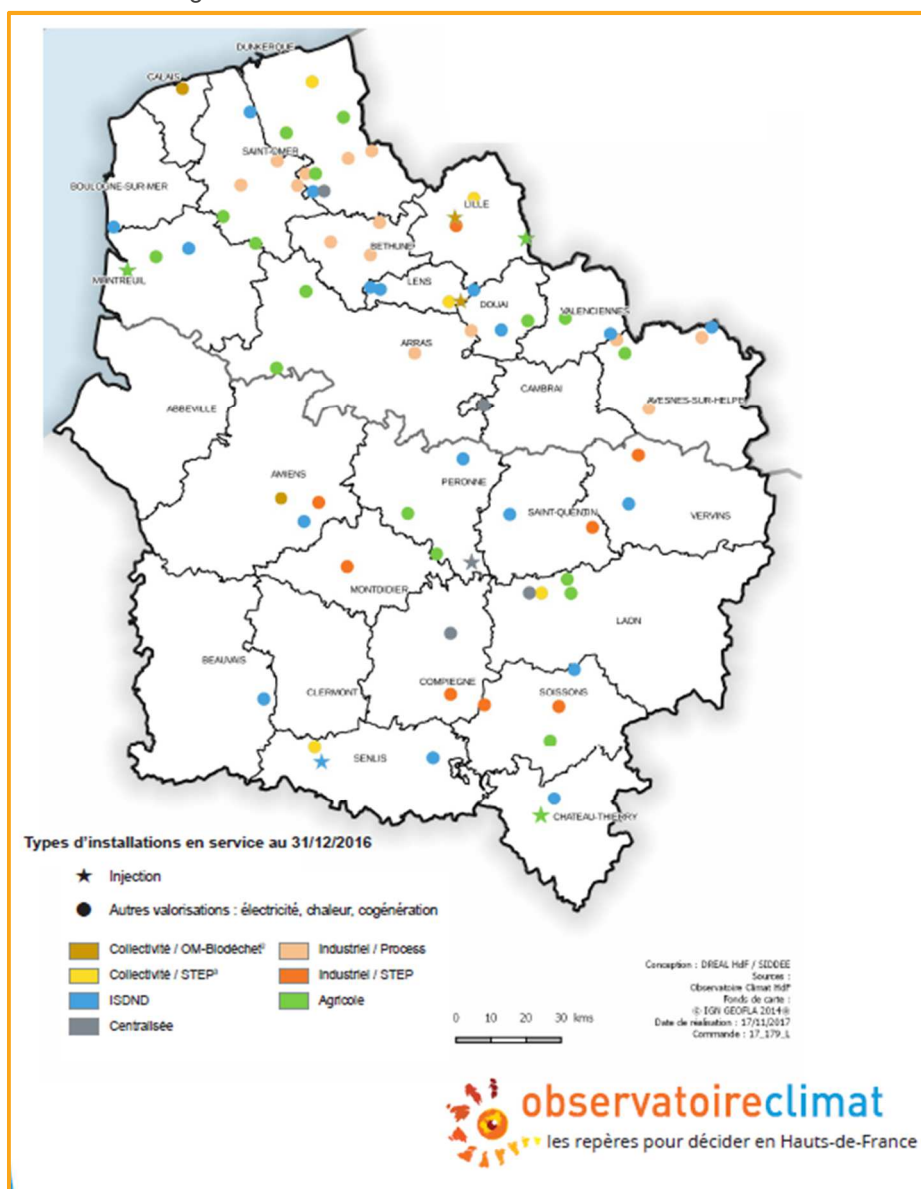 DUNKERQUE
CALAIS
SAINT-OMER
BOULOGNE-SUR-MER
LILLE
BETHUNE
MONTREUIL
LENS
DOUAI
VALENCIENNES
ARRAS
CAMBRAI
AVESNES-SUR-HELPE
ABBEVILLE
AMIENS
PERONNE
SAINT-QUENTIN
VERVINS
MONTDIDIER
LAON
BEAUVAIS
CLERMONT
COMPIEGNE
SOISSONS
SENLIS
CHATEAU-THIERRY
Types d'installations en service au 31/12/2016
Injection
Autres valorisations : électricité, chaleur, cogénération
Collectivité / OM-Biodéchet²
Industriel / Process
Collectivité / STEP³
Industriel / STEP
ISDND
Agricole
Centralisée
0 10 20 30 kms
Conception : DREAL HdF / SIDDEE
Sources :
Observatoire Climat HdF
Fonds de carte :
© IGN GEOFLA 2014®
Date de réalisation : 17/11/2017
Commande : 17_179_L
observatoireclimat
les repères pour décider en Hauts-de-France